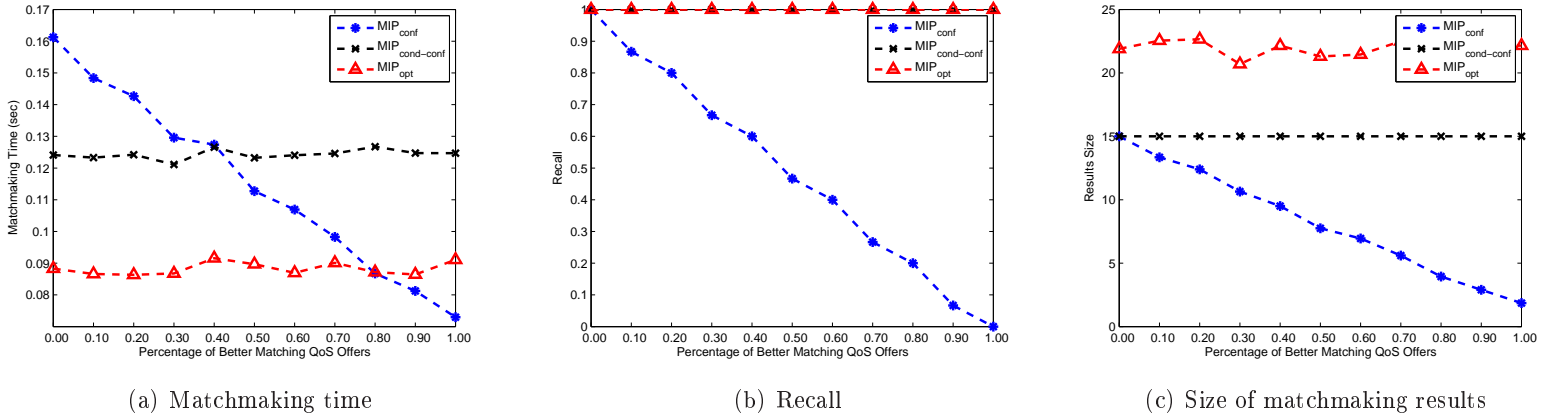 0.17
0.16
0.15
0.14
0.13
0.12
0.11
0.10
0.09
0.08
Matchmaking Time (sec)
0.00 0.10 0.20 0.30 0.40 0.50 0.60 0.70 0.80 0.90 1.00
Percentage of Better Matching QoS Offers
MIPconf
MIPcond−conf
MIPopt
(a) Matchmaking time
1
0.9
0.8
0.7
0.6
0.5
0.4
0.3
0.2
0.1
0
Recall
0.00 0.10 0.20 0.30 0.40 0.50 0.60 0.70 0.80 0.90 1.00
Percentage of Better Matching QoS Offers
MIPconf
MIPcond−conf
MIPopt
(b) Recall
25
20
15
10
5
0
Results Size
0.00 0.10 0.20 0.30 0.40 0.50 0.60 0.70 0.80 0.90 1.00
Percentage of Better Matching QoS Offers
MIPconf
MIPcond−conf
MIPopt
(c) Size of matchmaking results